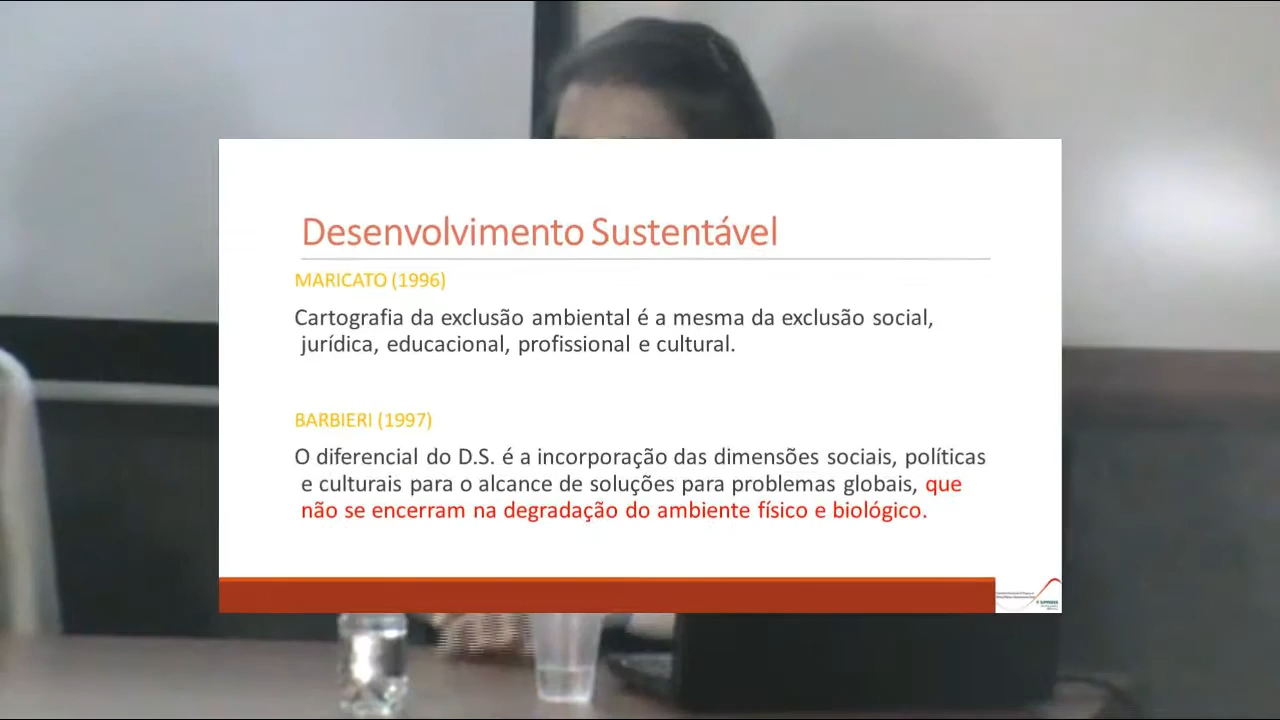 Desenvolvimento Sustentável
MARICATO (1996)
Cartografia da exclusão ambiental é a mesma da exclusão social,
jurídica, educacional, profissional e cultural.
BARBIERI (1997)
O diferencial do D.S. é a incorporação das dimensões sociais, políticas
e culturais para o alcance de soluções para problemas globais, que
não se encerram na degradação do ambiente físico e biológico.